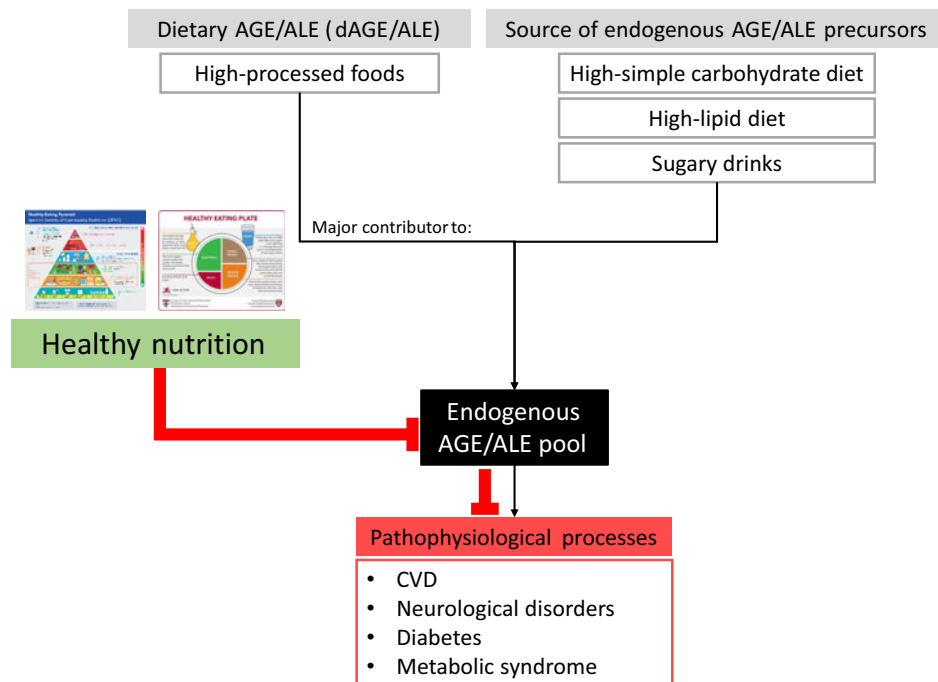 Dietary AGE/ALE (dAGE/ALE)
High-processed foods
Source of endogenous AGE/ALE precursors
High-simple carbohydrate diet
High-lipid diet
Sugary drinks
Major contributor to:
Healthy Eating Pyramid
HEALTHY EATING PLATE
Healthy nutrition
Endogenous
AGE/ALE pool
Pathophysiological processes
• CVD
• Neurological disorders
• Diabetes
• Metabolic syndrome